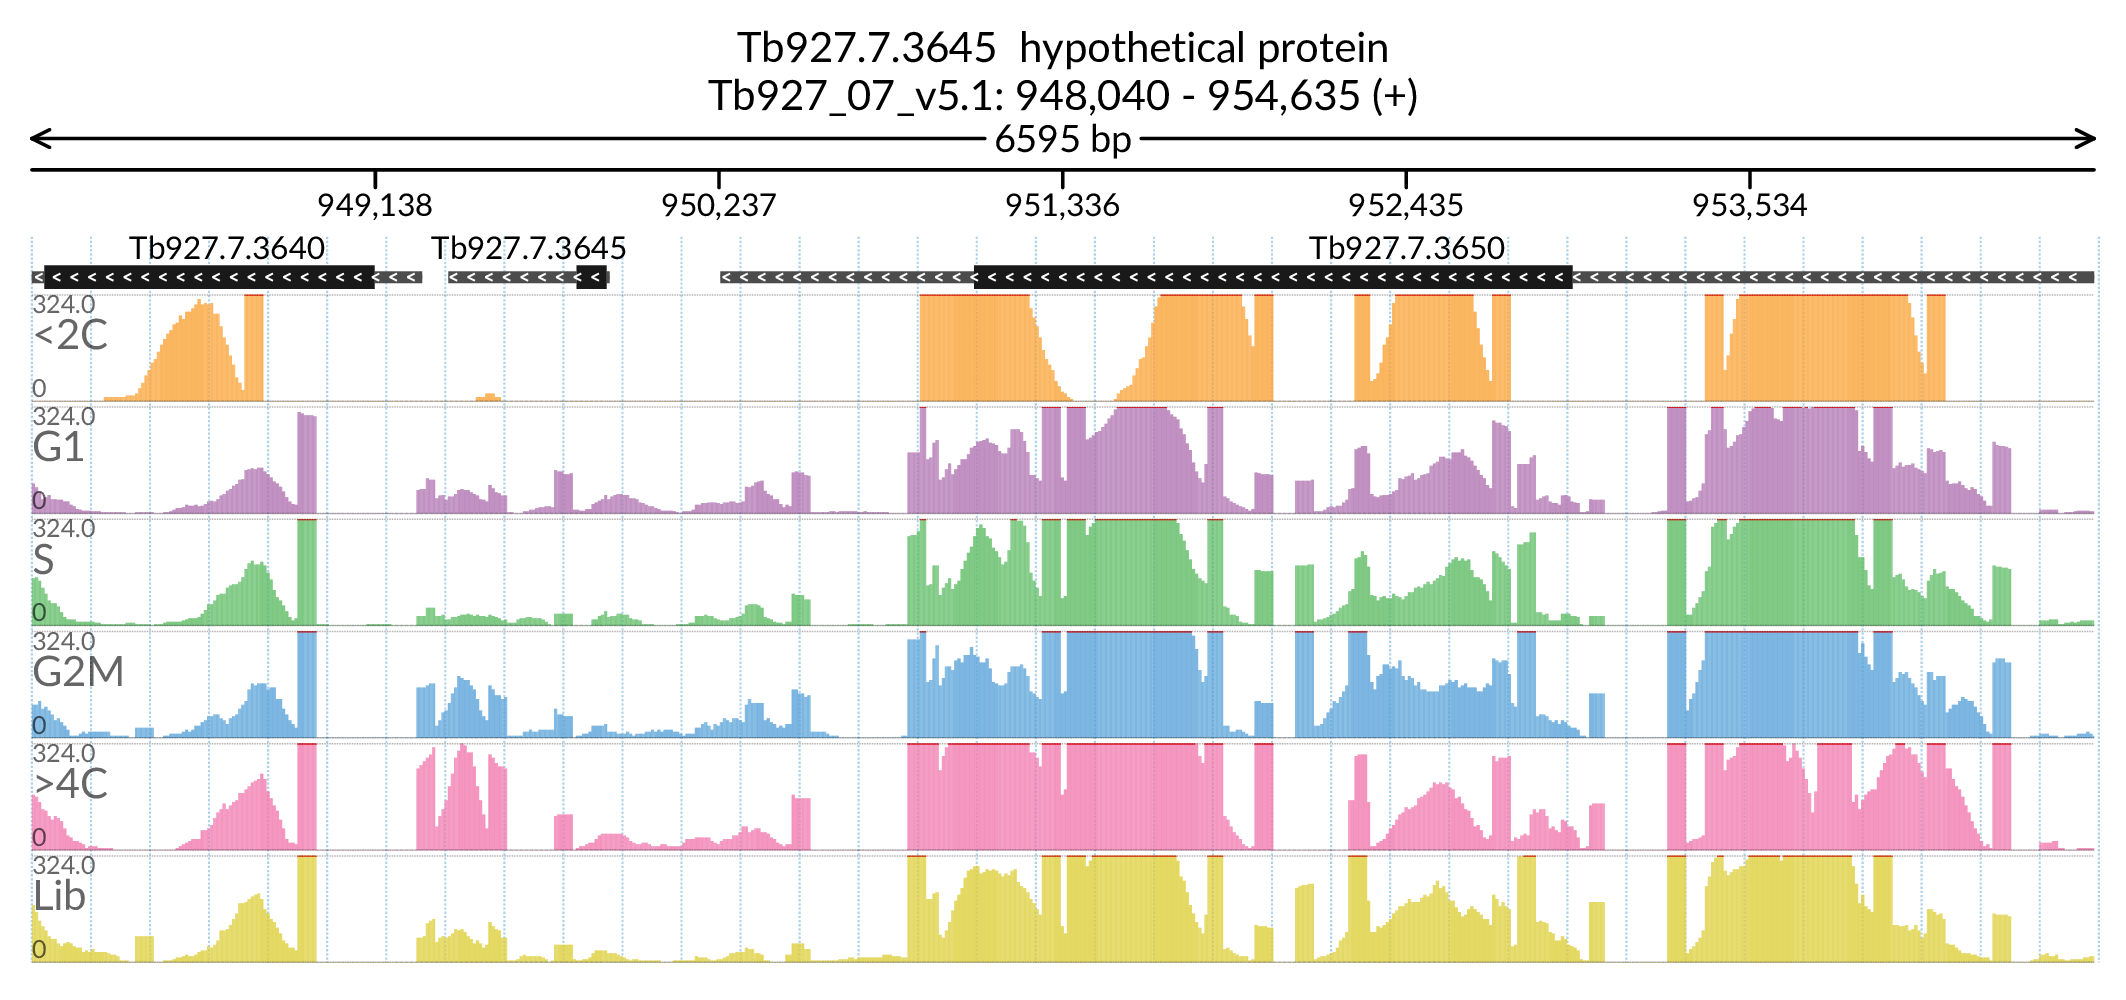 Tb927.7.3645  hypothetical protein
Tb927_07_v5.1: 948,040 - 954,635 (+)
6595 bp
949,138 950,237 951,336 952,435 953,534
Tb927.7.3640 Tb927.7.3645 Tb927.7.3650
324.0
<2C
0
324.0
G1
0
324.0
S
0
324.0
G2M
0
324.0
>4C
0
324.0
Lib
0